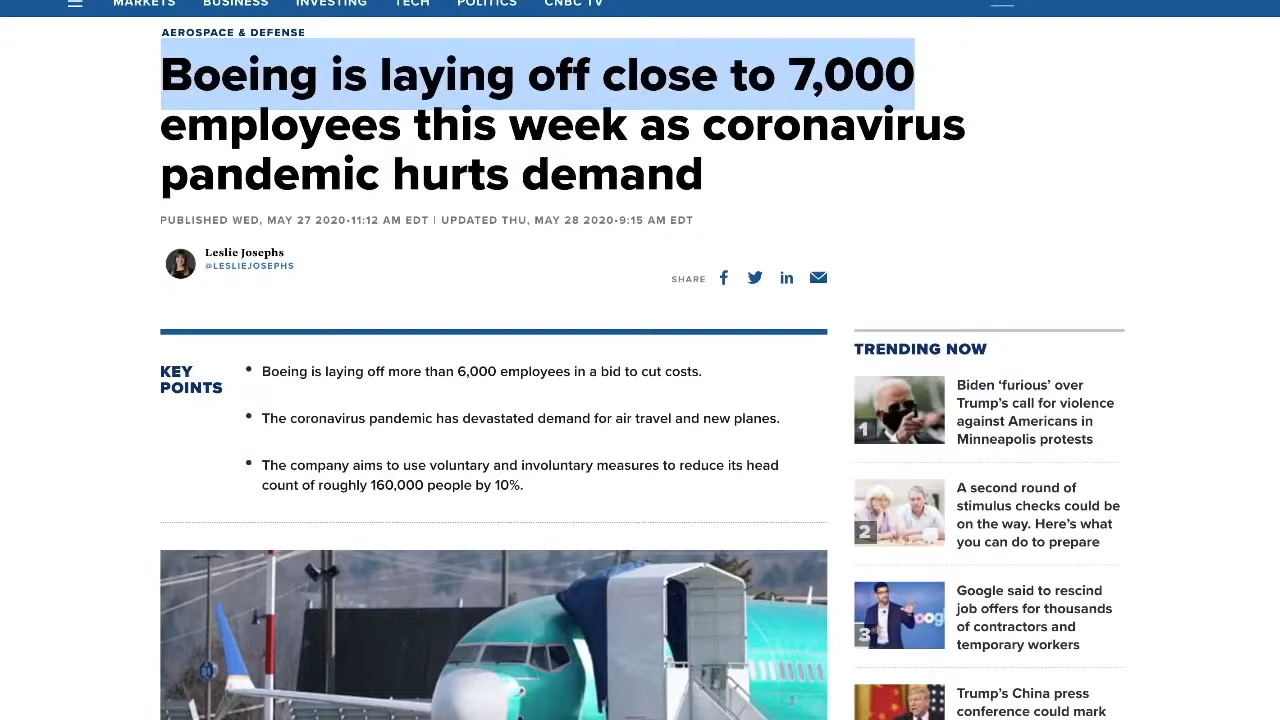 MARKETS BUSINESS INVESTING TECH POLITICS CNBC TV
AEROSPACE & DEFENSE
Boeing is laying off close to 7,000
employees this week as coronavirus
pandemic hurts demand
PUBLISHED WED, MAY 27 2020•11:12 AM EDT | UPDATED THU, MAY 28 2020•9:15 AM EDT
Leslie Josephs
@LESLIEJOSEPHS
SHARE
KEY
POINTS
• Boeing is laying off more than 6,000 employees in a bid to cut costs.
• The coronavirus pandemic has devastated demand for air travel and new planes.
• The company aims to use voluntary and involuntary measures to reduce its head
count of roughly 160,000 people by 10%.
TRENDING NOW
1
Biden ‘furious’ over
Trump’s call for violence
against Americans in
Minneapolis protests
2
A second round of
stimulus checks could be
on the way. Here’s what
you can do to prepare
3
Google said to rescind
job offers for thousands
of contractors and
temporary workers
Trump’s China press
conference could mark